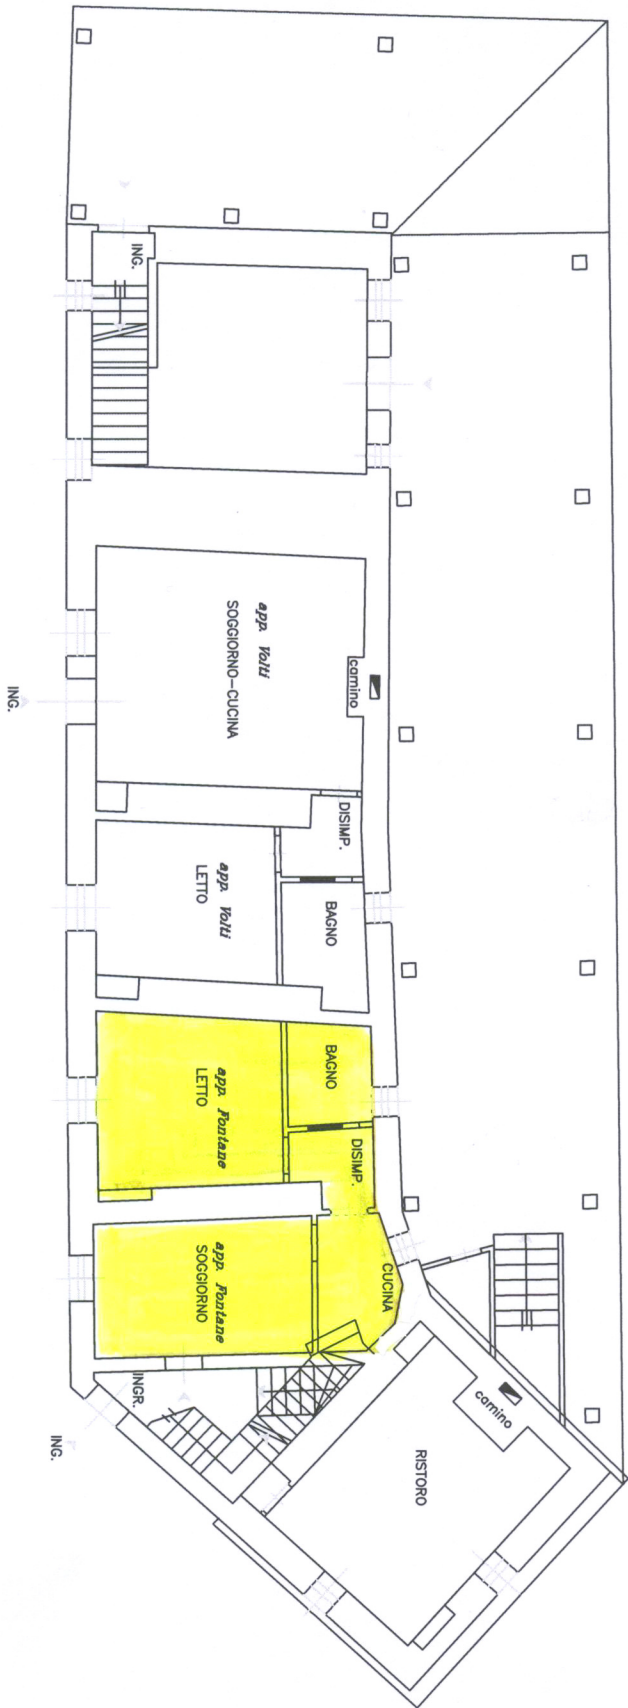 ING.
app. Volti
SOGGIORNO-CUCINA
camino
ING.
DISIMP.
app. Volti
LETTO
BAGNO
BAGNO
app. Fontane
LETTO
DISIMP.
app. Fontane
SOGGIORNO
CUCINA
INGR.
ING.
camino
RISTORO